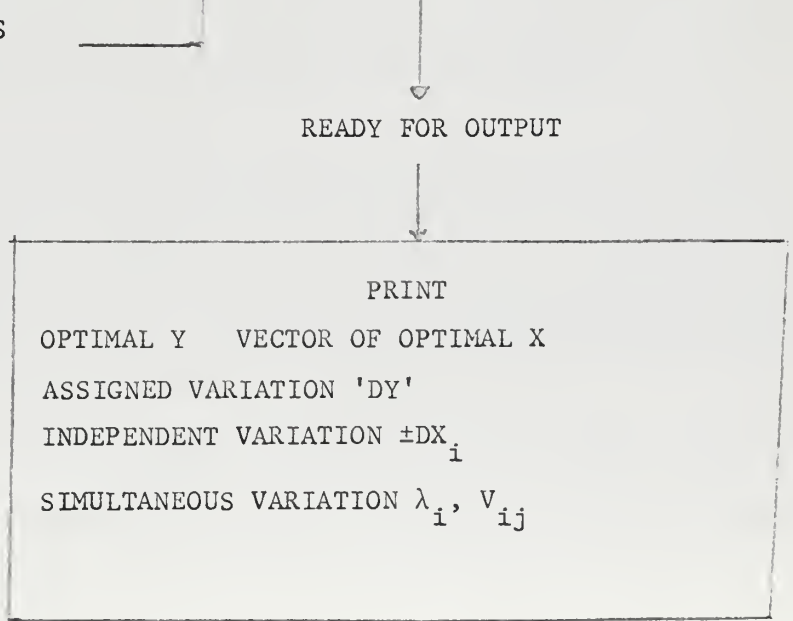 S
READY FOR OUTPUT
PRINT
OPTIMAL Y VECTOR OF OPTIMAL X
ASSIGNED VARIATION 'DY'
INDEPENDENT VARIATION ±DX_i
SIMULTANEOUS VARIATION λ_i, V_ij